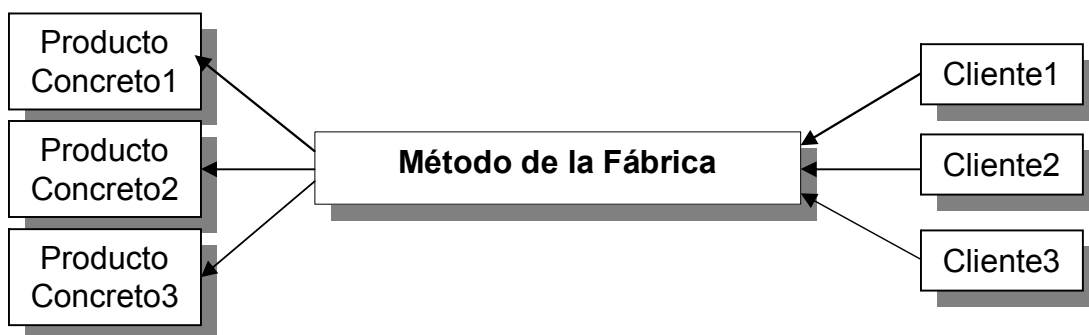 Producto
Concreto1
Producto
Concreto2
Producto
Concreto3
Método de la Fábrica
Cliente1
Cliente2
Cliente3